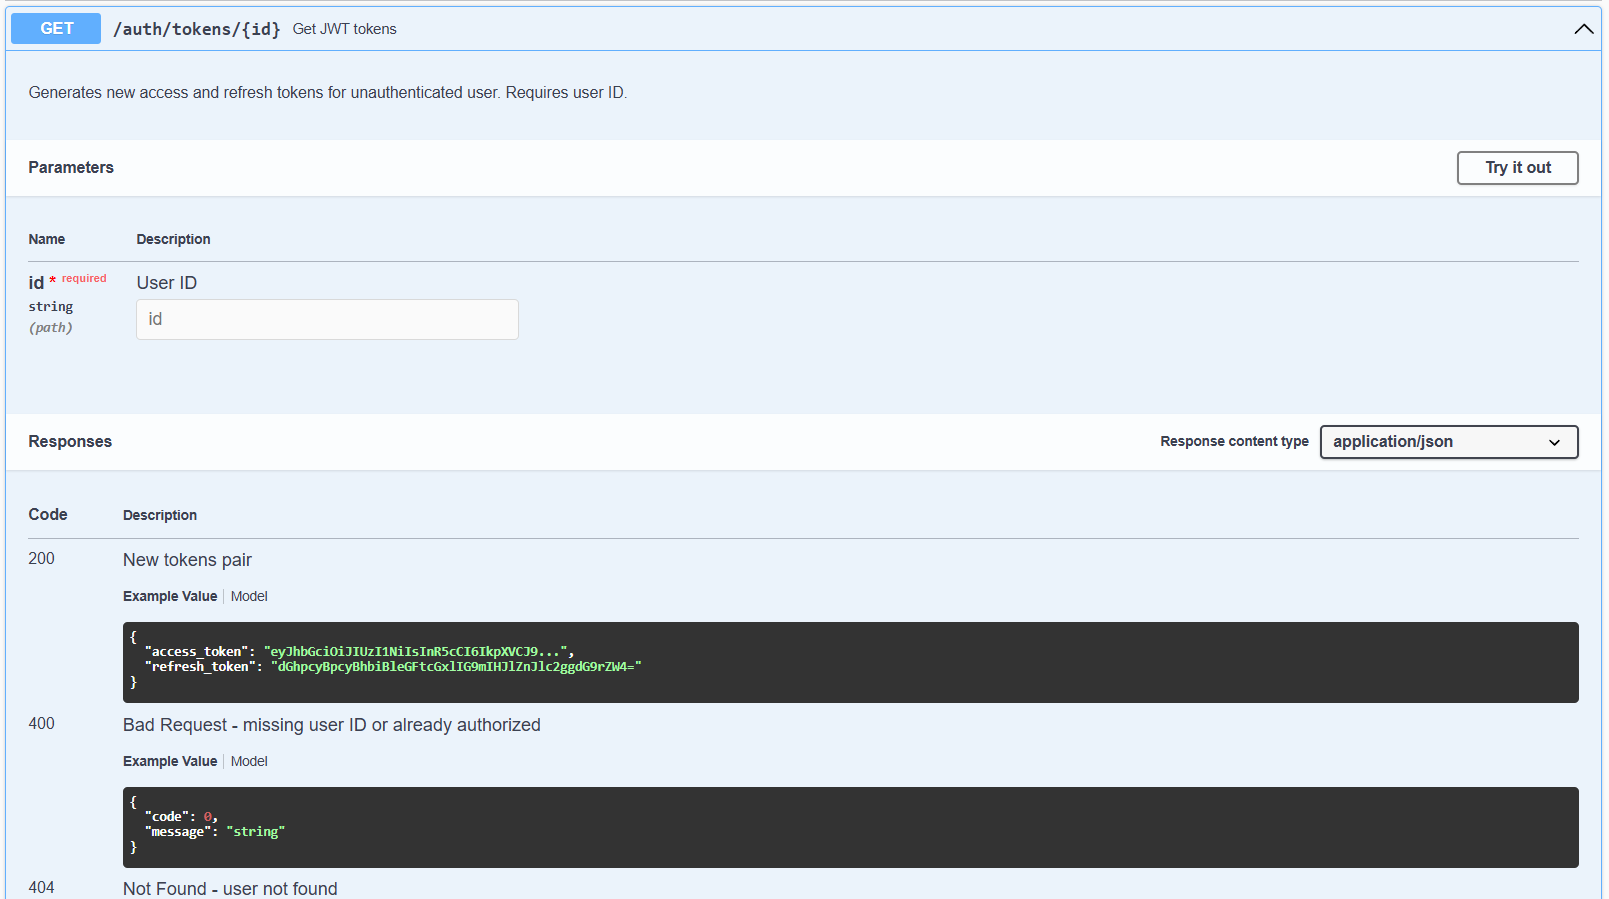 GET /auth/tokens/{id} Get JWT tokens
Generates new access and refresh tokens for unauthenticated user. Requires user ID.
Parameters Try it out
Name Description
id * required User ID
string id
(path)
Responses Response content type application/json
Code Description
200 New tokens pair
Example Value Model
{
"access_token": "eyJhbGciOiJIUzI1NiIsInR5cCI6IkpXVCJ9...",
"refresh_token": "dGhpcyBpcyBhbiBleGFtcGxlIG9mIHJlZnJlc2ggdG9rZW4="
}
400 Bad Request - missing user ID or already authorized
Example Value Model
{
"code": 0,
"message": "string"
}
404 Not Found - user not found